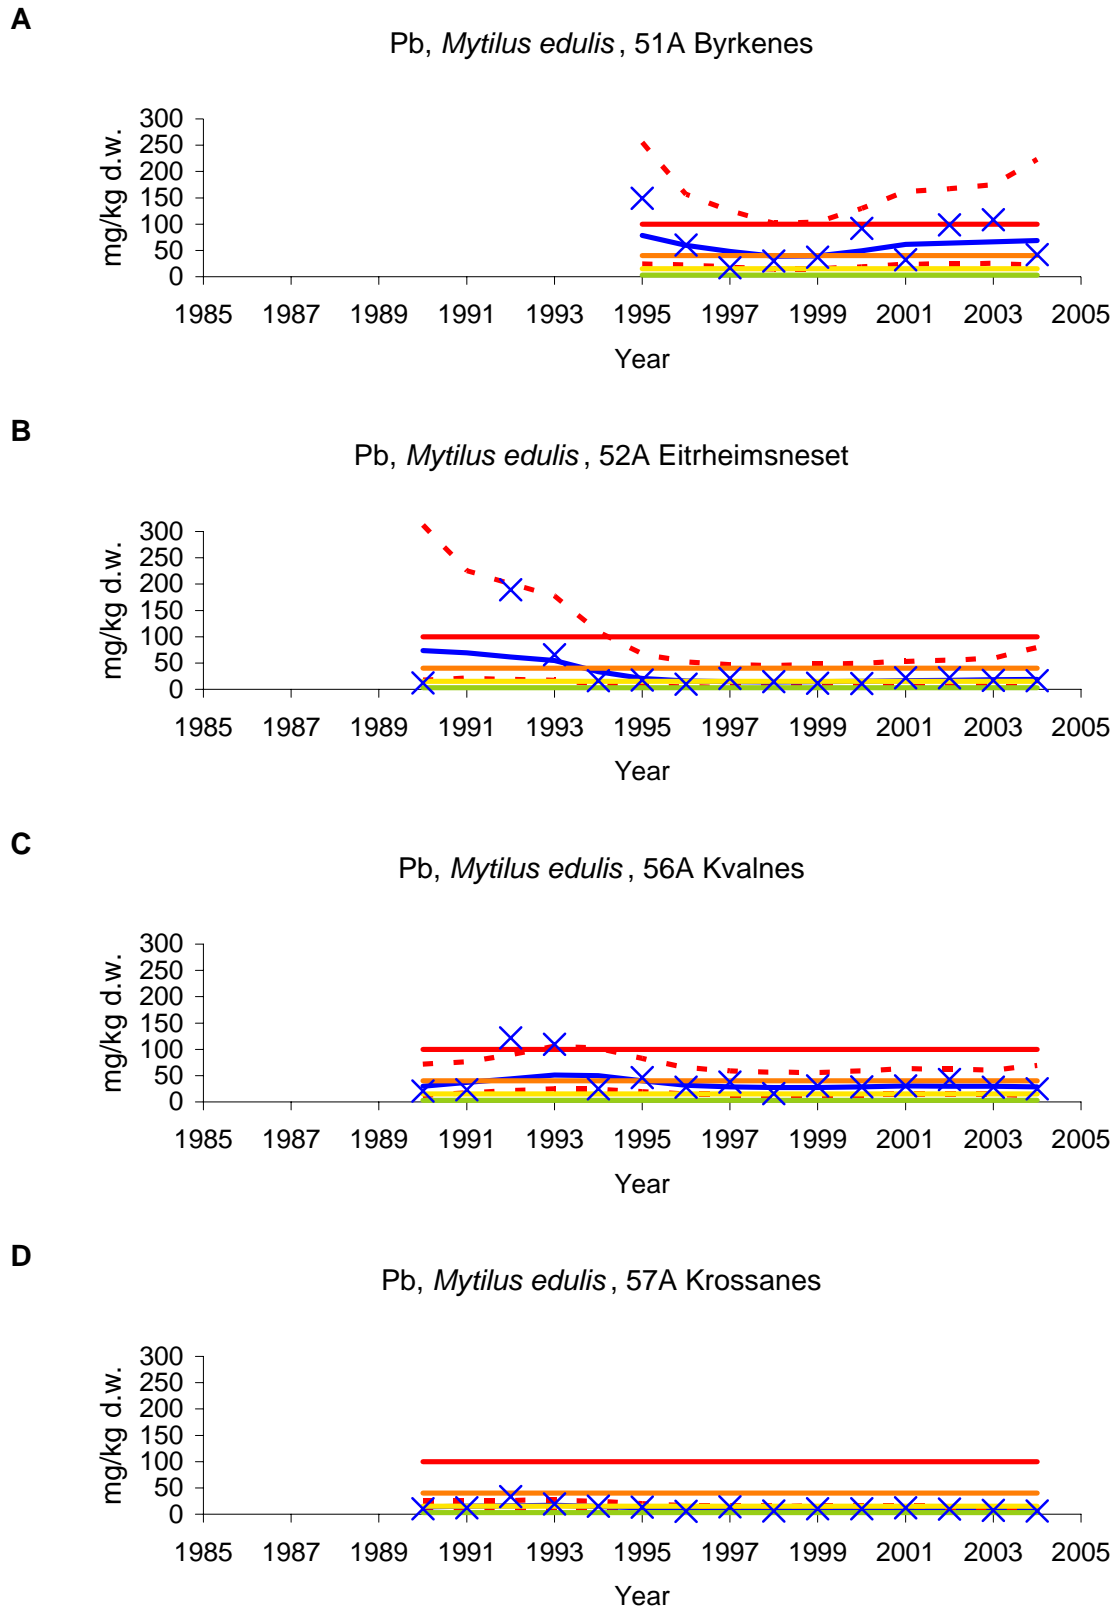 A
Pb, Mytilus edulis, 51A Byrkenes
300
250
200
150
100
50
0
mg/kg d.w.
1985 1987 1989 1991 1993 1995 1997 1999 2001 2003 2005
Year
B
Pb, Mytilus edulis, 52A Eitrheimsneset
300
250
200
150
100
50
0
mg/kg d.w.
1985 1987 1989 1991 1993 1995 1997 1999 2001 2003 2005
Year
C
Pb, Mytilus edulis, 56A Kvalnes
300
250
200
150
100
50
0
mg/kg d.w.
1985 1987 1989 1991 1993 1995 1997 1999 2001 2003 2005
Year
D
Pb, Mytilus edulis, 57A Krossanes
300
250
200
150
100
50
0
mg/kg d.w.
1985 1987 1989 1991 1993 1995 1997 1999 2001 2003 2005
Year